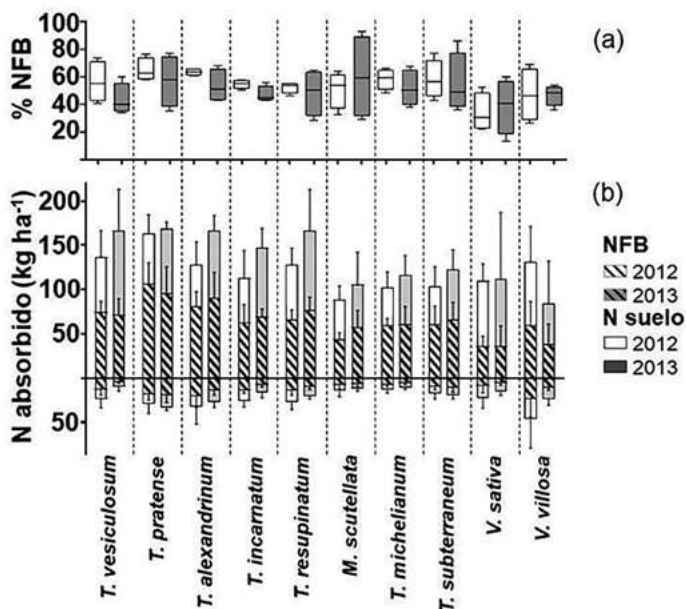 (a)
% NFB
100
80
60
40
20
(b)
N absorbido (kg ha⁻¹)
200
150
100
50
50
NFB
2012
2013
N suelo
2012
2013
T. vesiculosum
T. pratense
T. alexandrinum
T. incarnatum
T. resupinatum
M. scutellata
T. michelianum
T. subterraneum
V. sativa
V. villosa